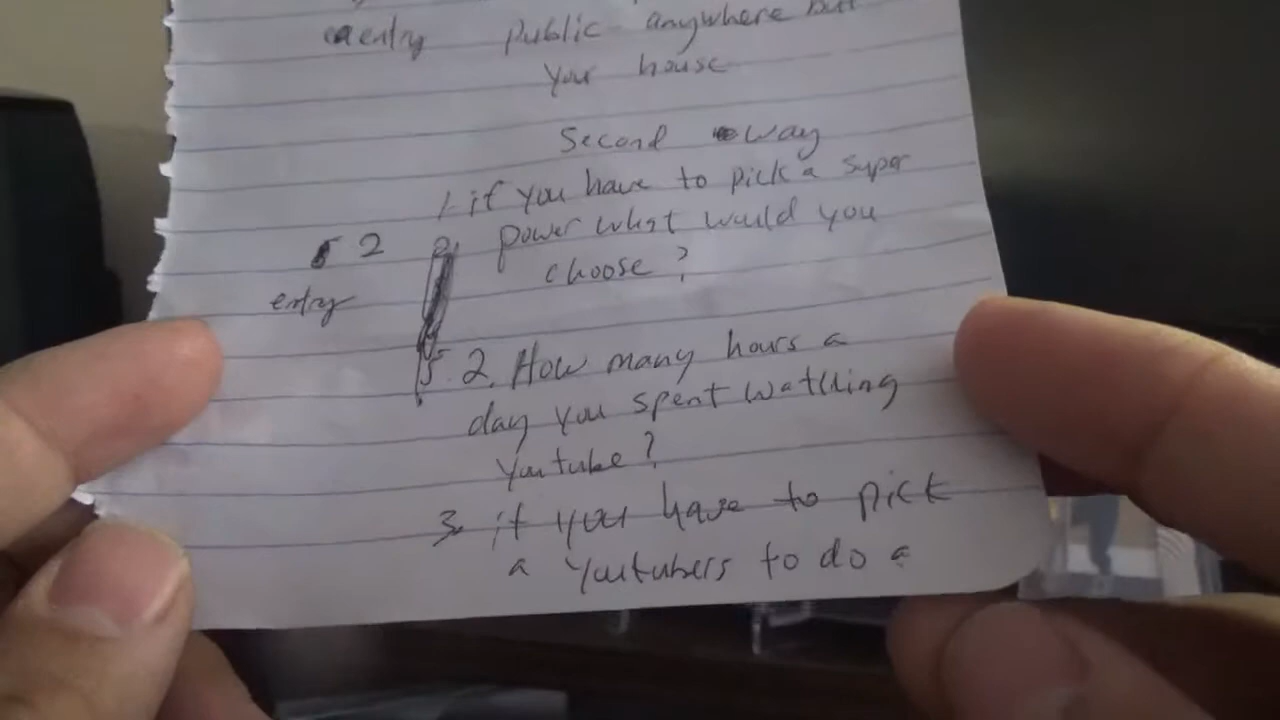 entry public anywhere but
your house
Second way
1. if you have to pick a super
power what would you
choose?
2
entry
2. How many hours a
day you spent watching
Youtube?
3. if you have to pick
a Youtubers to do a